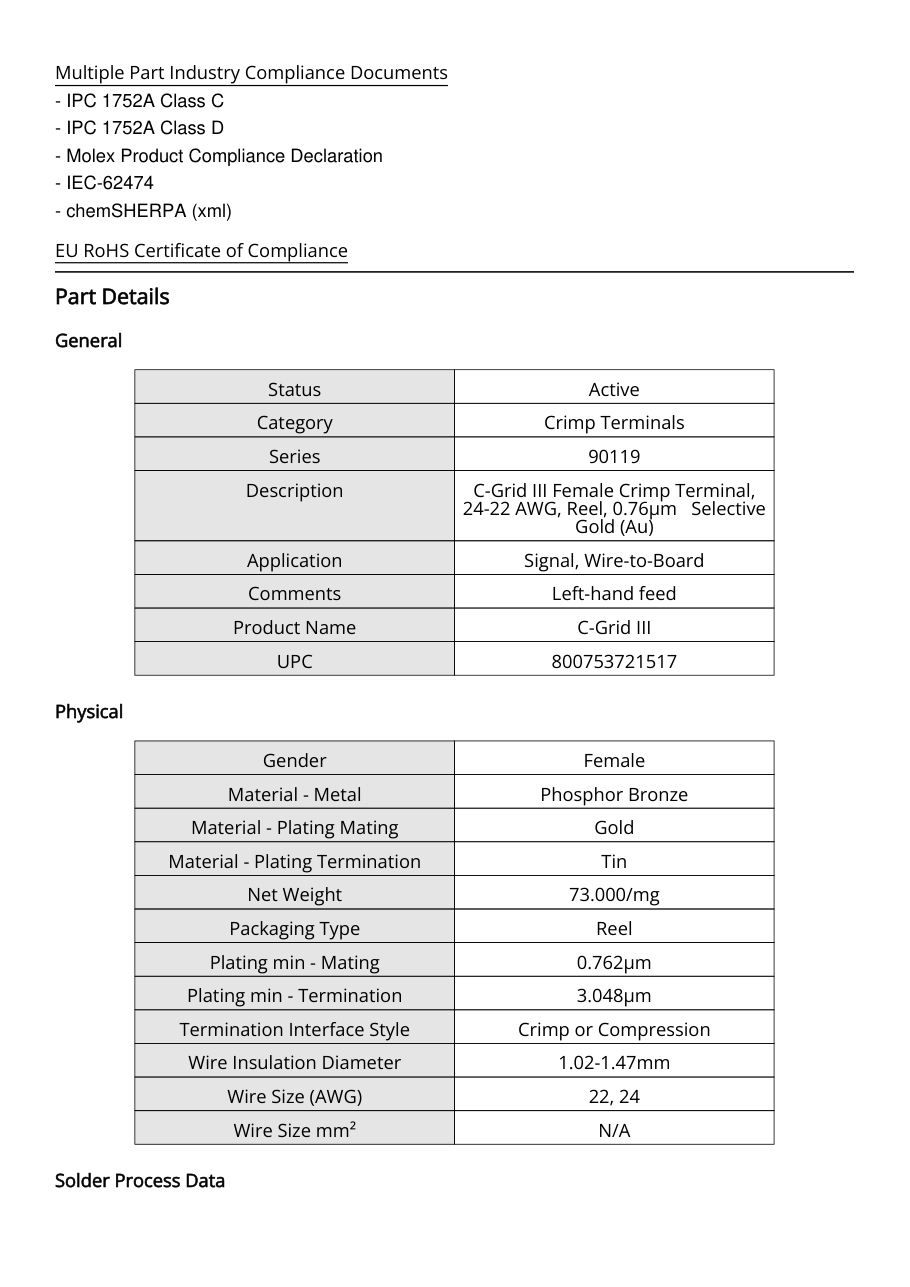 Multiple Part Industry Compliance Documents
- IPC 1752A Class C
- IPC 1752A Class D
- Molex Product Compliance Declaration
- IEC-62474
- chemSHERPA (xml)
EU RoHS Certificate of Compliance
Part Details
General
Status Active
Category Crimp Terminals
Series 90119
Description C-Grid III Female Crimp Terminal,
24-22 AWG, Reel, 0.76µm Selective
Gold (Au)
Application Signal, Wire-to-Board
Comments Left-hand feed
Product Name C-Grid III
UPC 800753721517
Physical
Gender Female
Material - Metal Phosphor Bronze
Material - Plating Mating Gold
Material - Plating Termination Tin
Net Weight 73.000/mg
Packaging Type Reel
Plating min - Mating 0.762µm
Plating min - Termination 3.048µm
Termination Interface Style Crimp or Compression
Wire Insulation Diameter 1.02-1.47mm
Wire Size (AWG) 22, 24
Wire Size mm² N/A
Solder Process Data